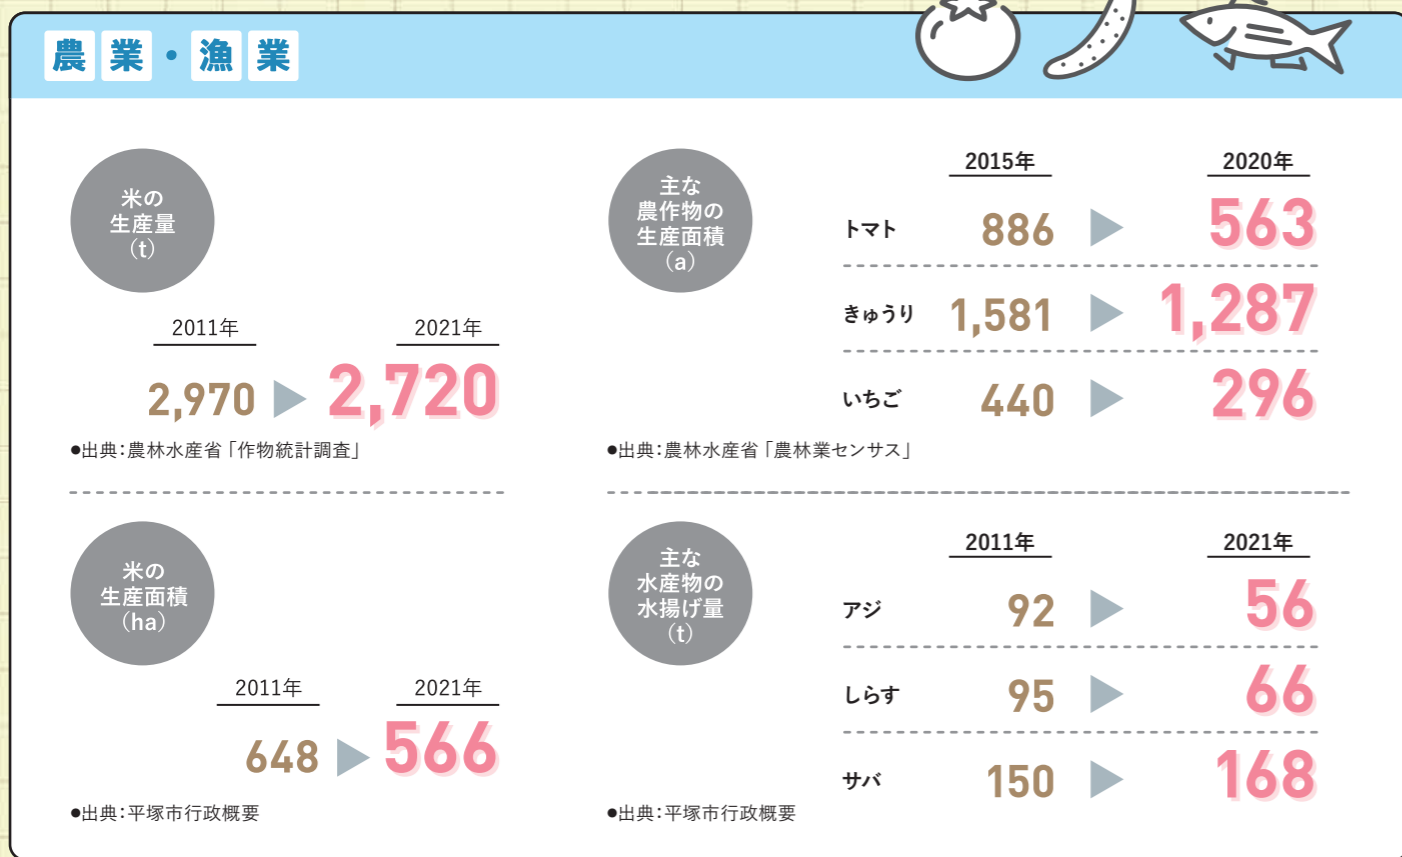 農業・漁業
米の
生産量
(t)
2011年 2021年
2,970 2,720
●出典:農林水産省「作物統計調査」
米の
生産面積
(ha)
2011年 2021年
648 566
●出典:平塚市行政概要
主な
農作物の
生産面積
(a)
2015年 2020年
トマト 886 563
きゅうり 1,581 1,287
いちご 440 296
●出典:農林水産省「農林業センサス」
主な
水産物の
水揚げ量
(t)
2011年 2021年
アジ 92 56
しらす 95 66
サバ 150 168
●出典:平塚市行政概要